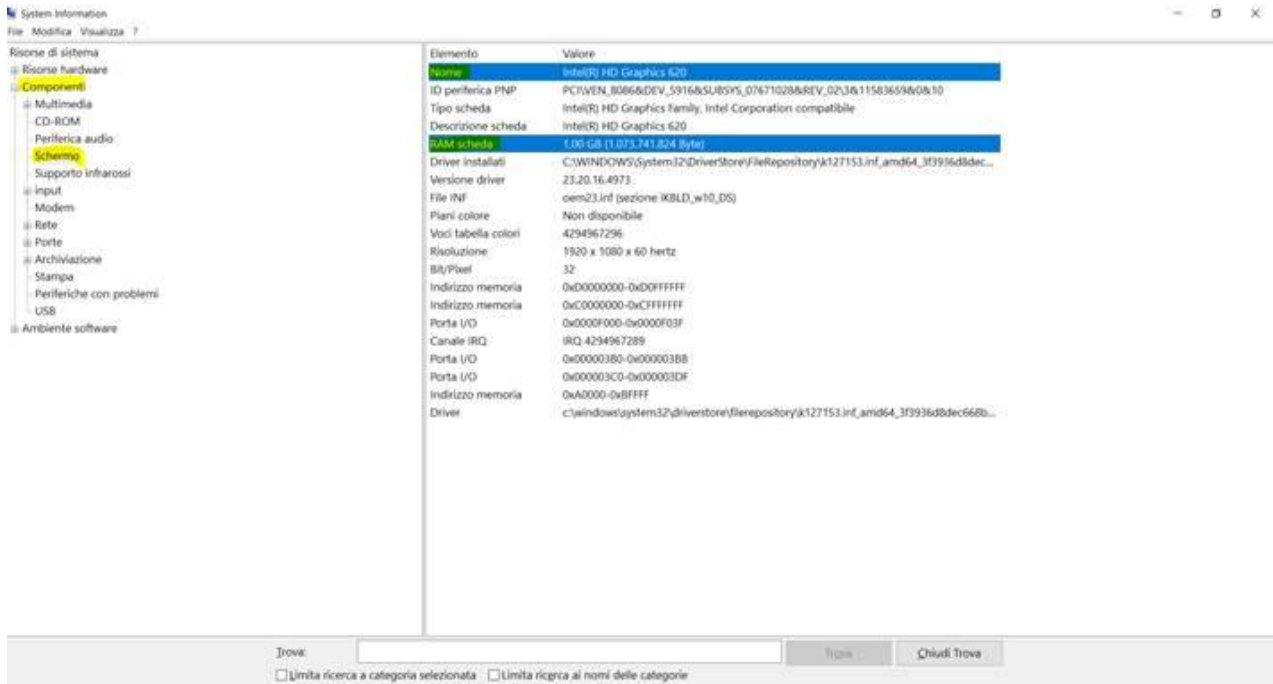 System Information
File Modifica Visualizza ?
Risorse di sistema
Risorse hardware
Componenti
Multimedia
CD-ROM
Periferica audio
Schermo
Supporto infrarossi
input
Modem
Rete
Porte
Archiviazione
Stampa
Periferiche con problemi
USB
Ambiente software
Elemento Valore
Nome Intel(R) HD Graphics 620
ID periferica PNP PCI\VEN_8086&DEV_5916&SUBSYS_07671028&REV_02\3&11583659&0&10
Tipo scheda Intel(R) HD Graphics Family, Intel Corporation compatibile
Descrizione scheda Intel(R) HD Graphics 620
RAM scheda 1,00 GB (1.073.741.824 Byte)
Driver installati C:\WINDOWS\System32\DriverStore\FileRepository\k127153.inf_amd64_3f3936d8dec...
Versione driver 23.20.16.4973
File INF oem23.inf (sezione iKBLD_w10_DS)
Piani colore Non disponibile
Voci tabella colori 4294967296
Risoluzione 1920 x 1080 x 60 hertz
Bit/Pixel 32
Indirizzo memoria 0xD0000000-0xD0FFFFFF
Indirizzo memoria 0xC0000000-0xCFFFFFFF
Porta I/O 0x0000F000-0x0000F03F
Canale IRQ IRQ 4294967289
Porta I/O 0x000003B0-0x000003BB
Porta I/O 0x000003C0-0x000003DF
Indirizzo memoria 0xA0000-0xBFFFF
Driver c:\windows\system32\driverstore\filerepository\k127153.inf_amd64_3f3936d8dec668b...
Trova: Trova Chiudi Trova
Limita ricerca a categoria selezionata Limita ricerca ai nomi delle categorie